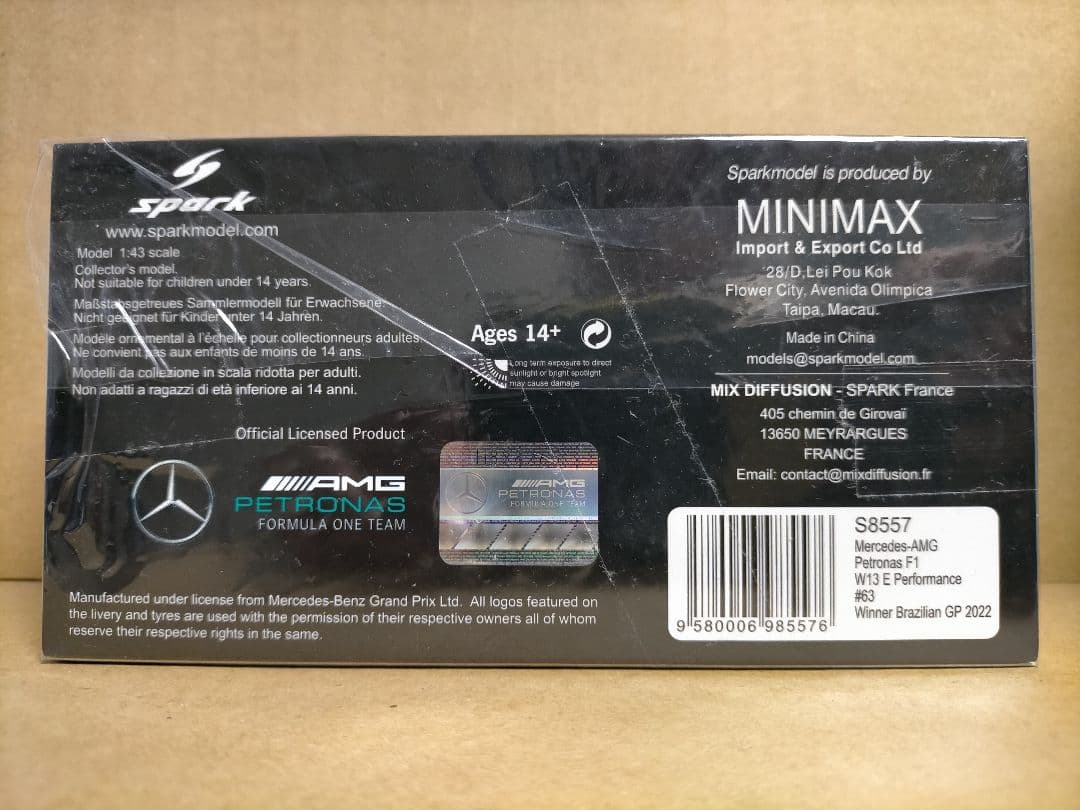 spark
www.sparkmodel.com
Model 1:43 scale
Collector's model.
Not suitable for children under 14 years.
Maßstabsgetreues Sammlermodell für Erwachsene.
Nicht geeignet für Kinder unter 14 Jahren.
Modèle ornemental à l'échelle pour collectionneurs adultes.
Ne convient pas aux enfants de moins de 14 ans.
Modelli da collezione in scala ridotta per adulti.
Non adatti a ragazzi di età inferiore ai 14 anni.
Ages 14+
Long term exposure to direct
sunlight or bright spotlight
may cause damage
Official Licensed Product
AMG
PETRONAS
FORMULA ONE TEAM
AMG
PETRONAS
FORMULA ONE TEAM
Manufactured under license from Mercedes-Benz Grand Prix Ltd. All logos featured on
the livery and tyres are used with the permission of their respective owners all of whom
reserve their respective rights in the same.
Sparkmodel is produced by
MINIMAX
Import & Export Co Ltd
28/D,Lei Pou Kok
Flower City, Avenida Olimpica
Taipa, Macau.
Made in China
models@sparkmodel.com
MIX DIFFUSION - SPARK France
405 chemin de Girovaï
13650 MEYRARGUES
FRANCE
Email: contact@mixdiffusion.fr
S8557
Mercedes-AMG
Petronas F1
W13 E Performance
#63
Winner Brazilian GP 2022
9 580006 985576